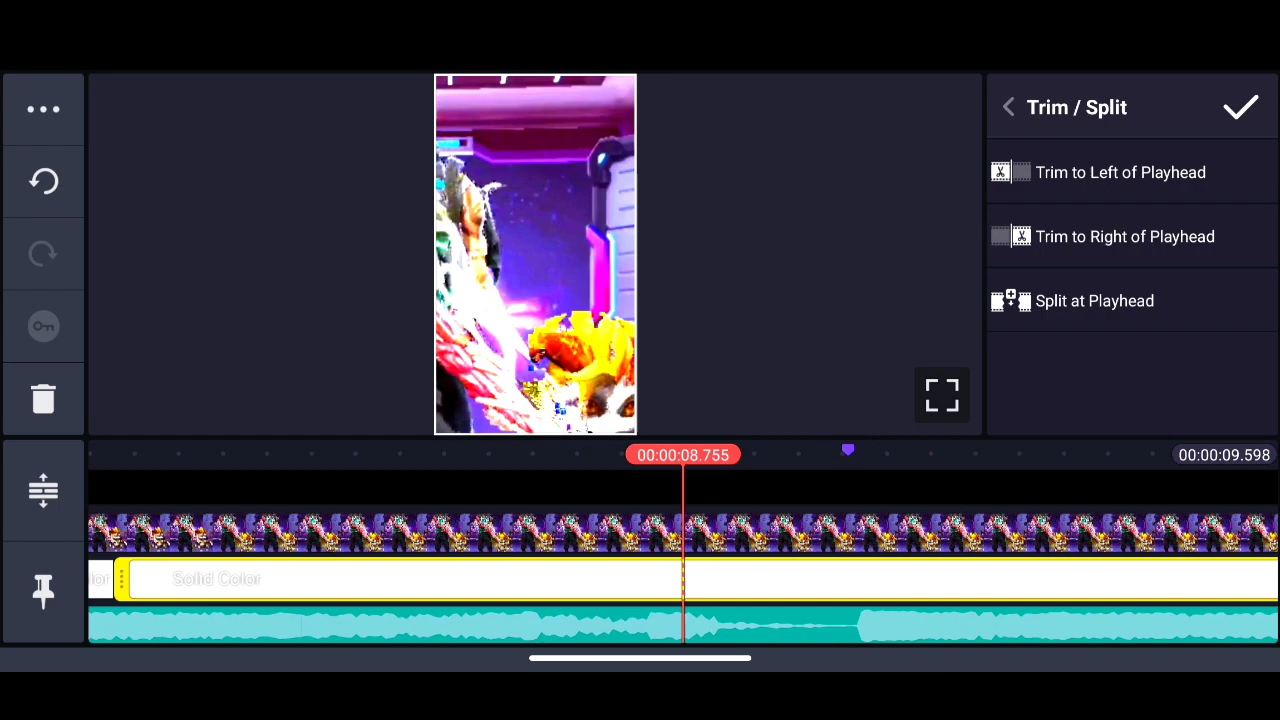 Trim / Split
Trim to Left of Playhead
Trim to Right of Playhead
Split at Playhead
00:00:08.755
00:00:09.598
lor
Solid Color